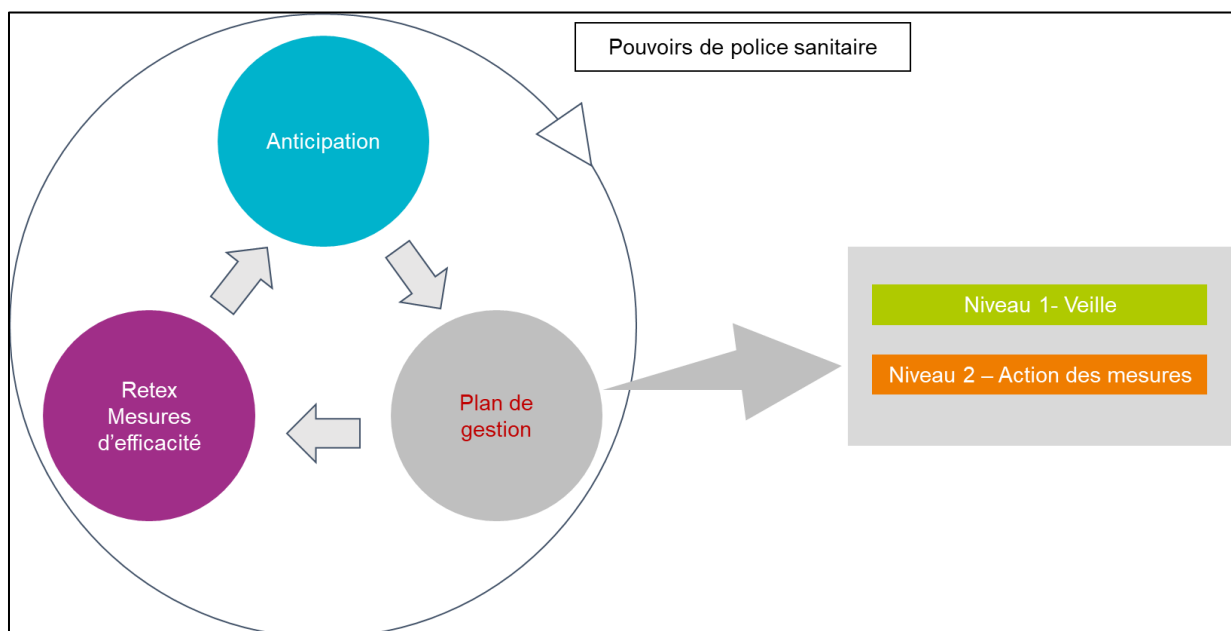 Pouvoirs de police sanitaire
Anticipation
Retex
Mesures
d'efficacité
Plan de
gestion
Niveau 1- Veille
Niveau 2 – Action des mesures